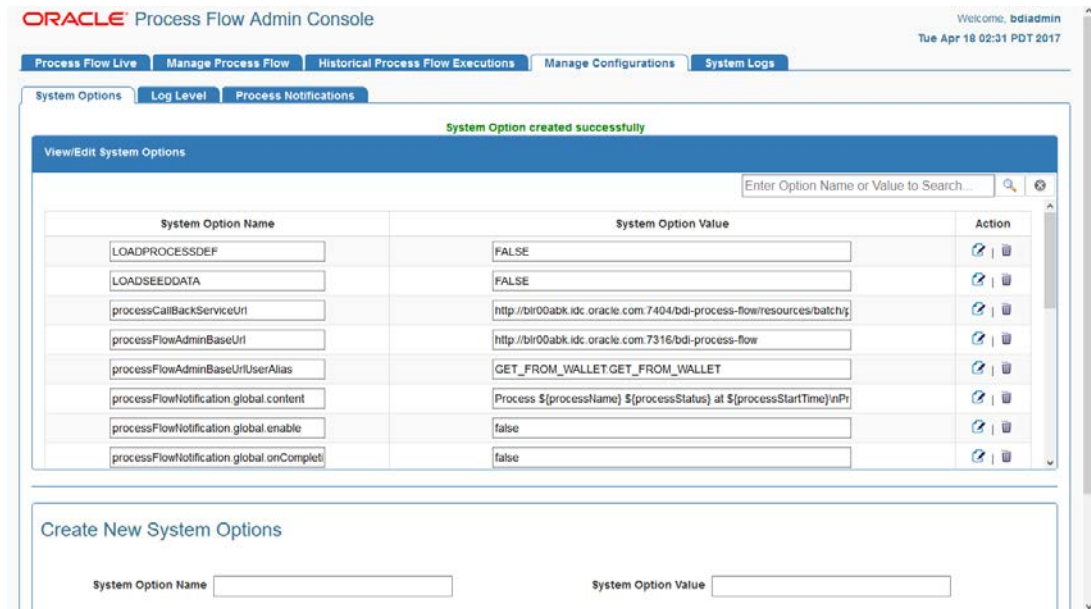 ORACLE Process Flow Admin Console
Welcome, bdiadmin
Tue Apr 18 02:31 PDT 2017
Process Flow Live Manage Process Flow Historical Process Flow Executions Manage Configurations System Logs
System Options Log Level Process Notifications
System Option created successfully
View/Edit System Options
Enter Option Name or Value to Search...
System Option Name System Option Value Action
LOADPROCESSDEF FALSE |
LOADSEEDDATA FALSE |
processCallBackServiceUrl http://blr00abk.idc.oracle.com:7404/bdi-process-flow/resources/batch/p |
processFlowAdminBaseUrl http://blr00abk.idc.oracle.com:7316/bdi-process-flow |
processFlowAdminBaseUrlUserAlias GET_FROM_WALLET:GET_FROM_WALLET |
processFlowNotification.global.content Process ${processName} ${processStatus} at ${processStartTime}\nPr |
processFlowNotification.global.enable false |
processFlowNotification.global.onCompleti false |
Create New System Options
System Option Name System Option Value